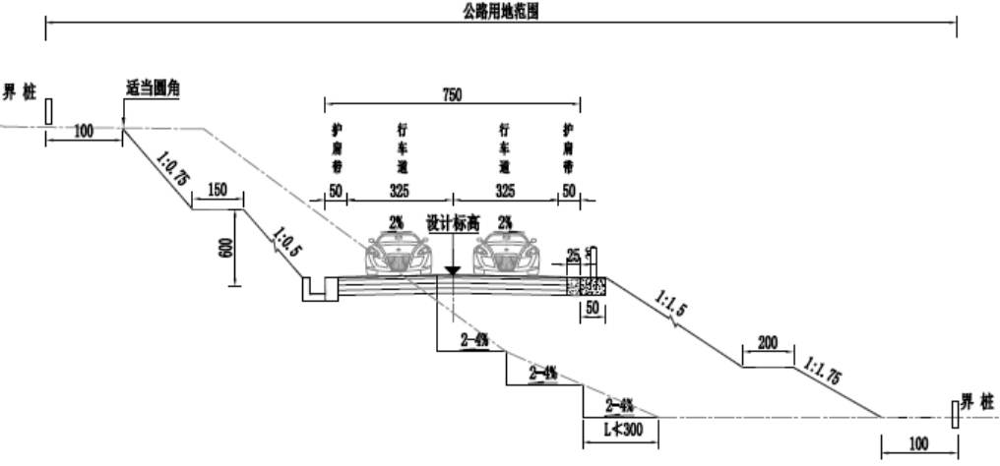 公路用地范围
界 桩
适当圆角
100
750
护肩带
行车道
行车道
护肩带
50
325
325
50
1:0.75
150
600
1:0.5
2%
设计标高
2%
25
50
1:1.5
200
1:1.75
2-4%
2-4%
2-4%
L≮300
界 桩
100